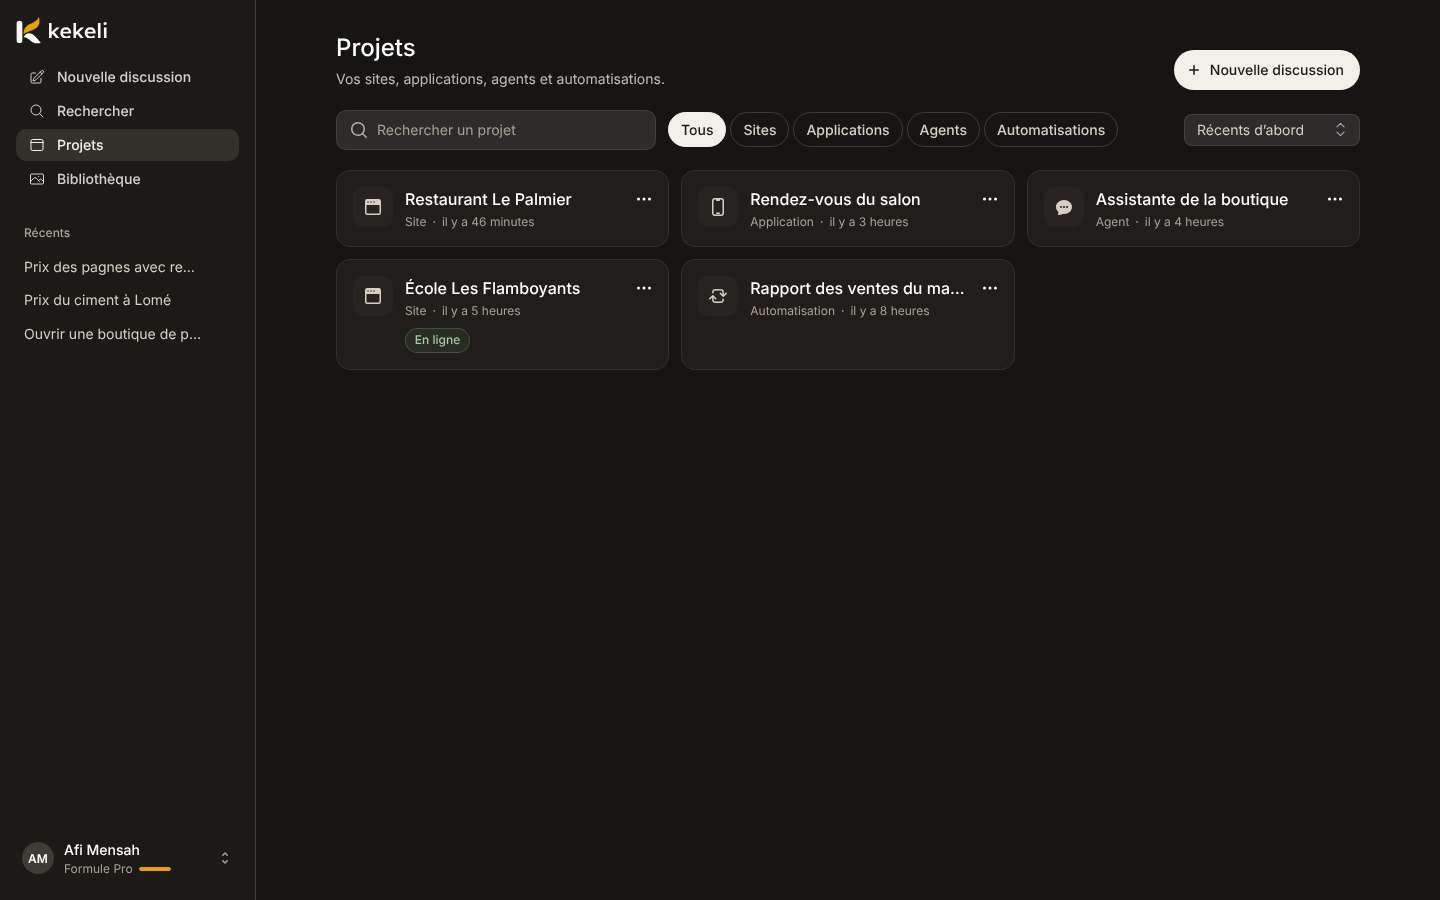 kekeli
Nouvelle discussion
Rechercher
Projets
Bibliothèque
Récents
Prix des pagnes avec re...
Prix du ciment à Lomé
Ouvrir une boutique de p...
AM
Afi Mensah
Formule Pro
Projets
Vos sites, applications, agents et automatisations.
+ Nouvelle discussion
Rechercher un projet
Tous
Sites
Applications
Agents
Automatisations
Récents d’abord
Restaurant Le Palmier
Site · il y a 46 minutes
Rendez-vous du salon
Application · il y a 3 heures
Assistante de la boutique
Agent · il y a 4 heures
École Les Flamboyants
Site · il y a 5 heures
En ligne
Rapport des ventes du ma...
Automatisation · il y a 8 heures